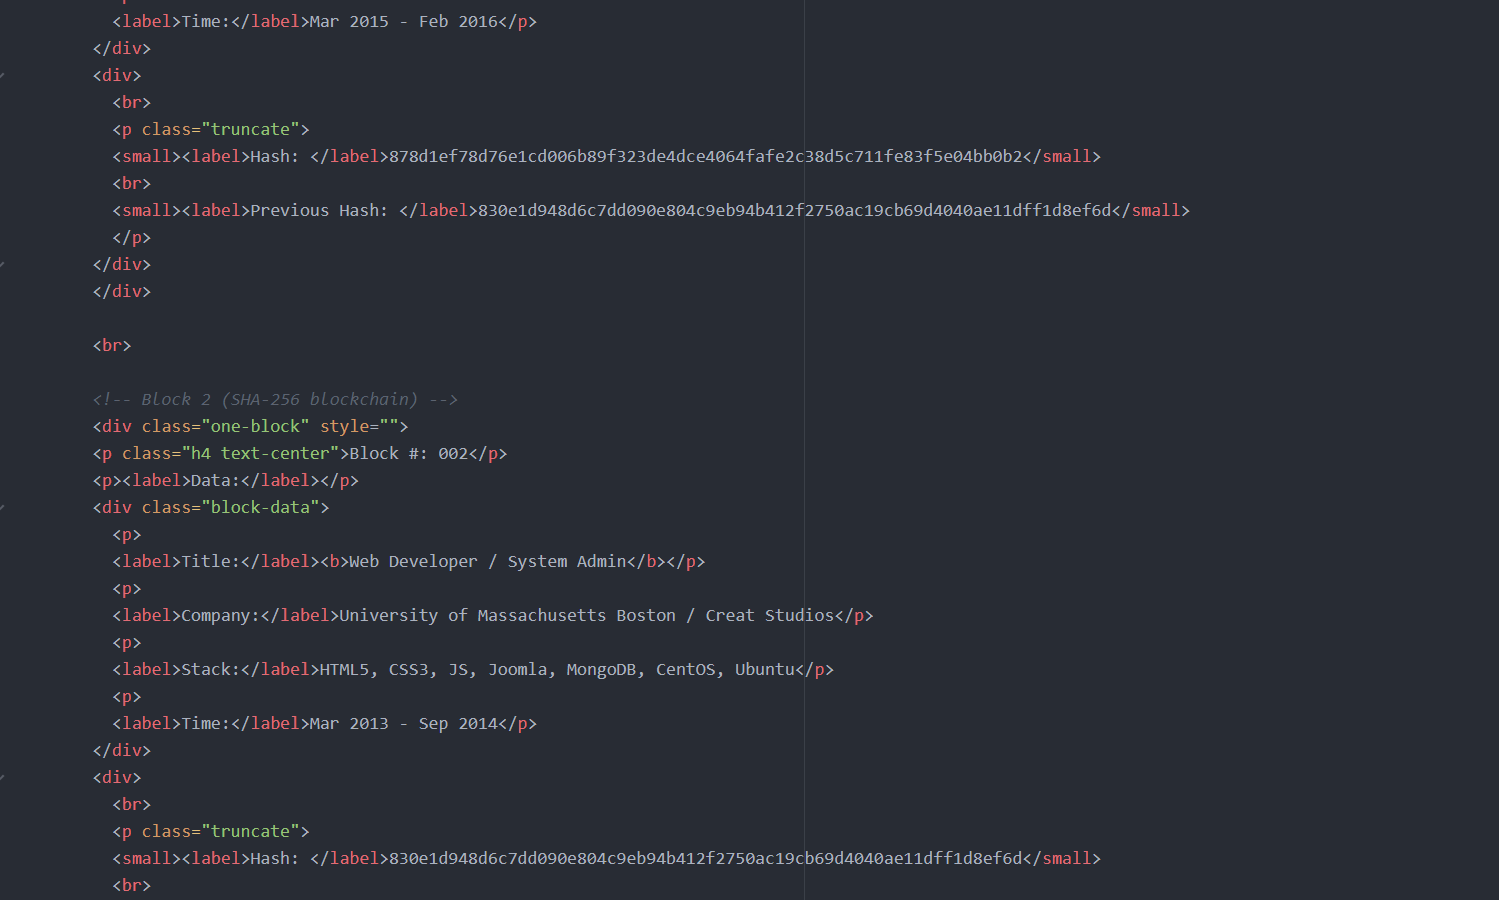 <label>Time:</label>Mar 2015 - Feb 2016</p>
</div>
<div>
<br>
<p class="truncate">
<small><label>Hash: </label>878d1ef78d76e1cd006b89f323de4dce4064fafe2c38d5c711fe83f5e04bb0b2</small>
<br>
<small><label>Previous Hash: </label>830e1d948d6c7dd090e804c9eb94b412f2750ac19cb69d4040ae11dff1d8ef6d</small>
</p>
</div>
</div>
<br>
<!-- Block 2 (SHA-256 blockchain) -->
<div class="one-block" style="">
<p class="h4 text-center">Block #: 002</p>
<p><label>Data:</label></p>
<div class="block-data">
<p>
<label>Title:</label><b>Web Developer / System Admin</b></p>
<p>
<label>Company:</label>University of Massachusetts Boston / Creat Studios</p>
<p>
<label>Stack:</label>HTML5, CSS3, JS, Joomla, MongoDB, CentOS, Ubuntu</p>
<p>
<label>Time:</label>Mar 2013 - Sep 2014</p>
</div>
<div>
<br>
<p class="truncate">
<small><label>Hash: </label>830e1d948d6c7dd090e804c9eb94b412f2750ac19cb69d4040ae11dff1d8ef6d</small>
<br>